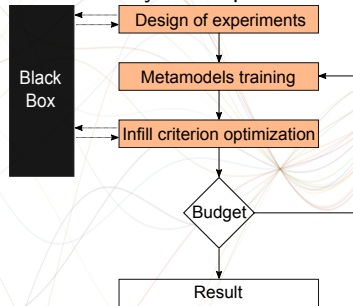 Design of experiments
Black
Box
Metamodels training
Infill criterion optimization
Budget
Result